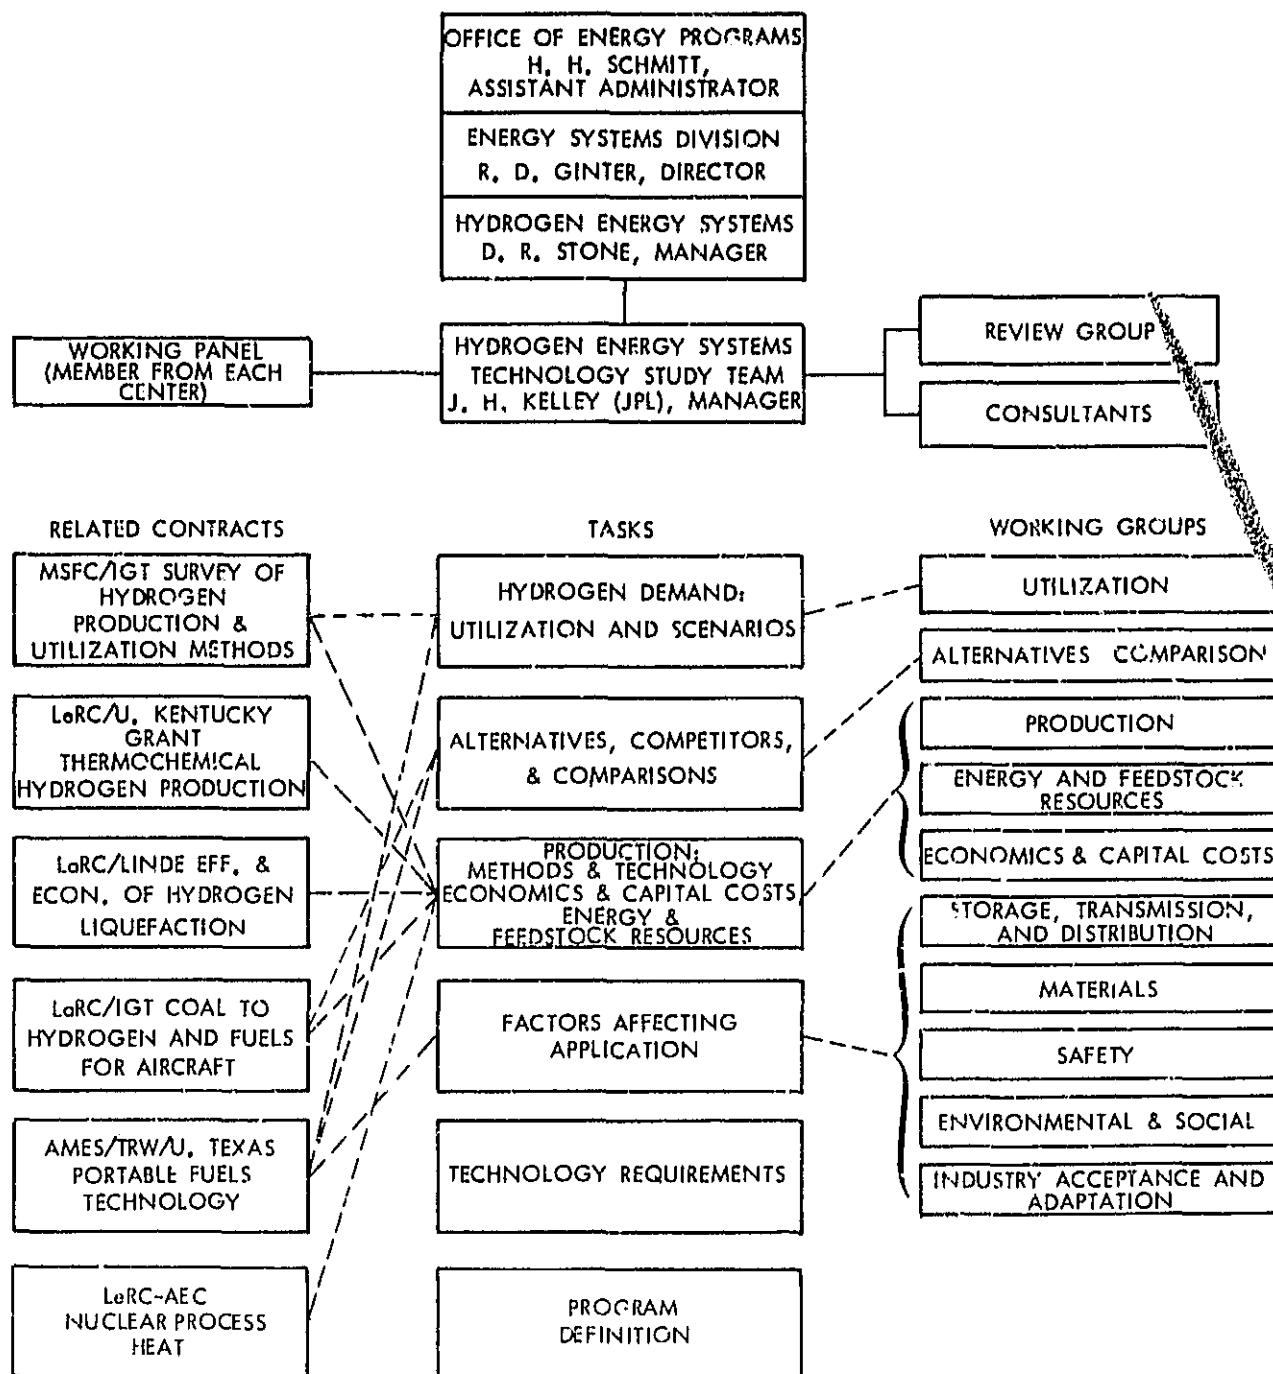 OFFICE OF ENERGY PROGRAMS
H. H. SCHMITT,
ASSISTANT ADMINISTRATOR
ENERGY SYSTEMS DIVISION
R. D. GINTER, DIRECTOR
HYDROGEN ENERGY SYSTEMS
D. R. STONE, MANAGER
WORKING PANEL
(MEMBER FROM EACH
CENTER)
HYDROGEN ENERGY SYSTEMS
TECHNOLOGY STUDY TEAM
J. H. KELLEY (JPL), MANAGER
REVIEW GROUP
CONSULTANTS
RELATED CONTRACTS
MSFC/IGT SURVEY OF
HYDROGEN
PRODUCTION &
UTILIZATION METHODS
LeRC/U. KENTUCKY
GRANT
THERMOCHEMICAL
HYDROGEN PRODUCTION
LaRC/LINDE EFF. &
ECON. OF HYDROGEN
LIQUEFACTION
LaRC/IGT COAL TO
HYDROGEN AND FUELS
FOR AIRCRAFT
AMES/TRW/U. TEXAS
PORTABLE FUELS
TECHNOLOGY
LeRC-AEC
NUCLEAR PROCESS
HEAT
TASKS
HYDROGEN DEMAND:
UTILIZATION AND SCENARIOS
ALTERNATIVES, COMPETITORS,
& COMPARISONS
PRODUCTION:
METHODS & TECHNOLOGY
ECONOMICS & CAPITAL COSTS
ENERGY &
FEEDSTOCK RESOURCES
FACTORS AFFECTING
APPLICATION
TECHNOLOGY REQUIREMENTS
PROGRAM
DEFINITION
WORKING GROUPS
UTILIZATION
ALTERNATIVES COMPARISON
PRODUCTION
ENERGY AND FEEDSTOCK
RESOURCES
ECONOMICS & CAPITAL COSTS
STORAGE, TRANSMISSION,
AND DISTRIBUTION
MATERIALS
SAFETY
ENVIRONMENTAL & SOCIAL
INDUSTRY ACCEPTANCE AND
ADAPTATION